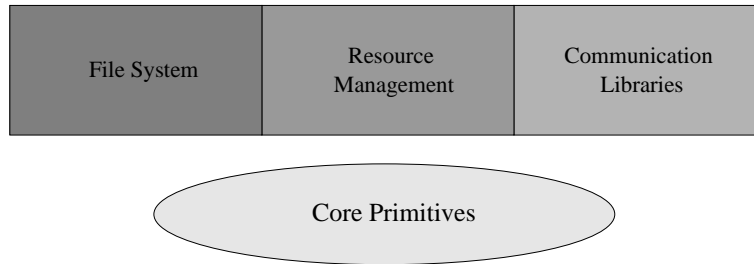 File System
Resource
Management
Communication
Libraries
Core Primitives